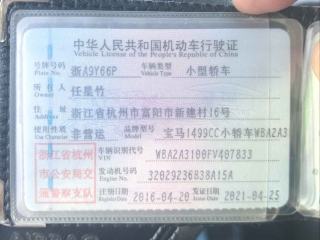 中华人民共和国机动车行驶证
Vehicle License of the People's Republic of China
号牌号码 Plate No. 浙A9Y66P 车辆类型 Vehicle Type 小型轿车
所有人 Owner 任星竹
住址 Address 浙江省杭州市富阳市新建村16号
使用性质 Use Character 非营运 品牌型号 Model 宝马1499CC小轿车WBA2A3
浙江省杭州市公安局交通警察支队
车辆识别代号 VIN WBA2A3100FV407833
发动机号码 Engine No. 32029236838A15A
注册日期 Register Date 2016-04-20 发证日期 Issue Date 2021-04-25